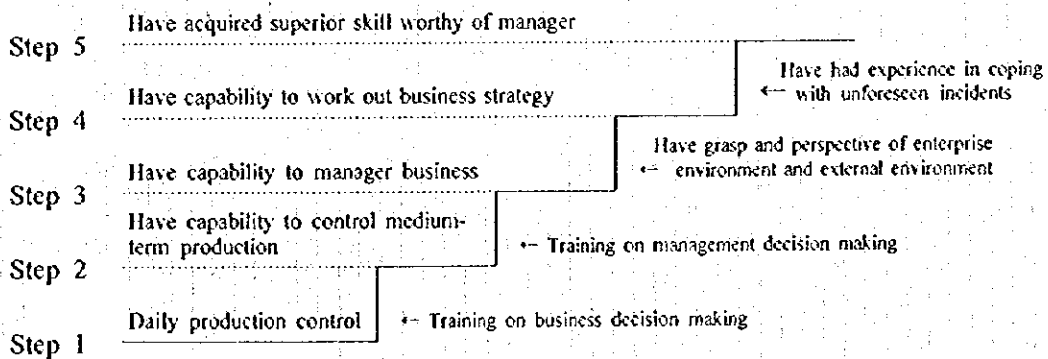 Have acquired superior skill worthy of manager
Step 5
Have had experience in coping
← with unforeseen incidents
Have capability to work out business strategy
Step 4
Have grasp and perspective of enterprise
← environment and external environment
Have capability to manager business
Step 3
Have capability to control medium-
term production
← Training on management decision making
Step 2
Daily production control
← Training on business decision making
Step 1